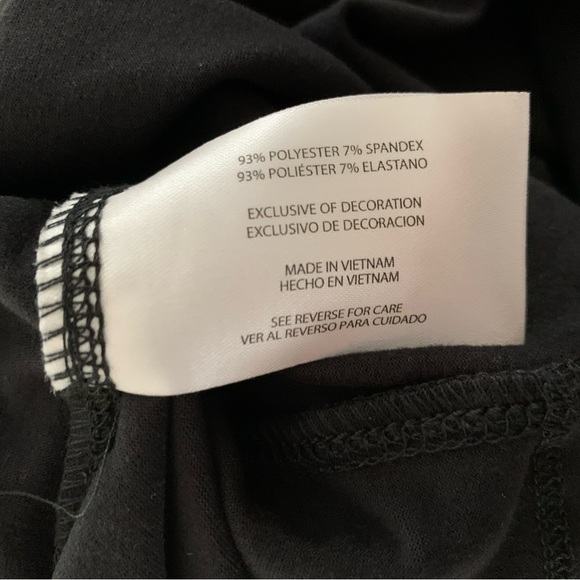 93% POLYESTER 7% SPANDEX
93% POLIÉSTER 7% ELASTANO
EXCLUSIVE OF DECORATION
EXCLUSIVO DE DECORACION
MADE IN VIETNAM
HECHO EN VIETNAM
SEE REVERSE FOR CARE
VER AL REVERSO PARA CUIDADO